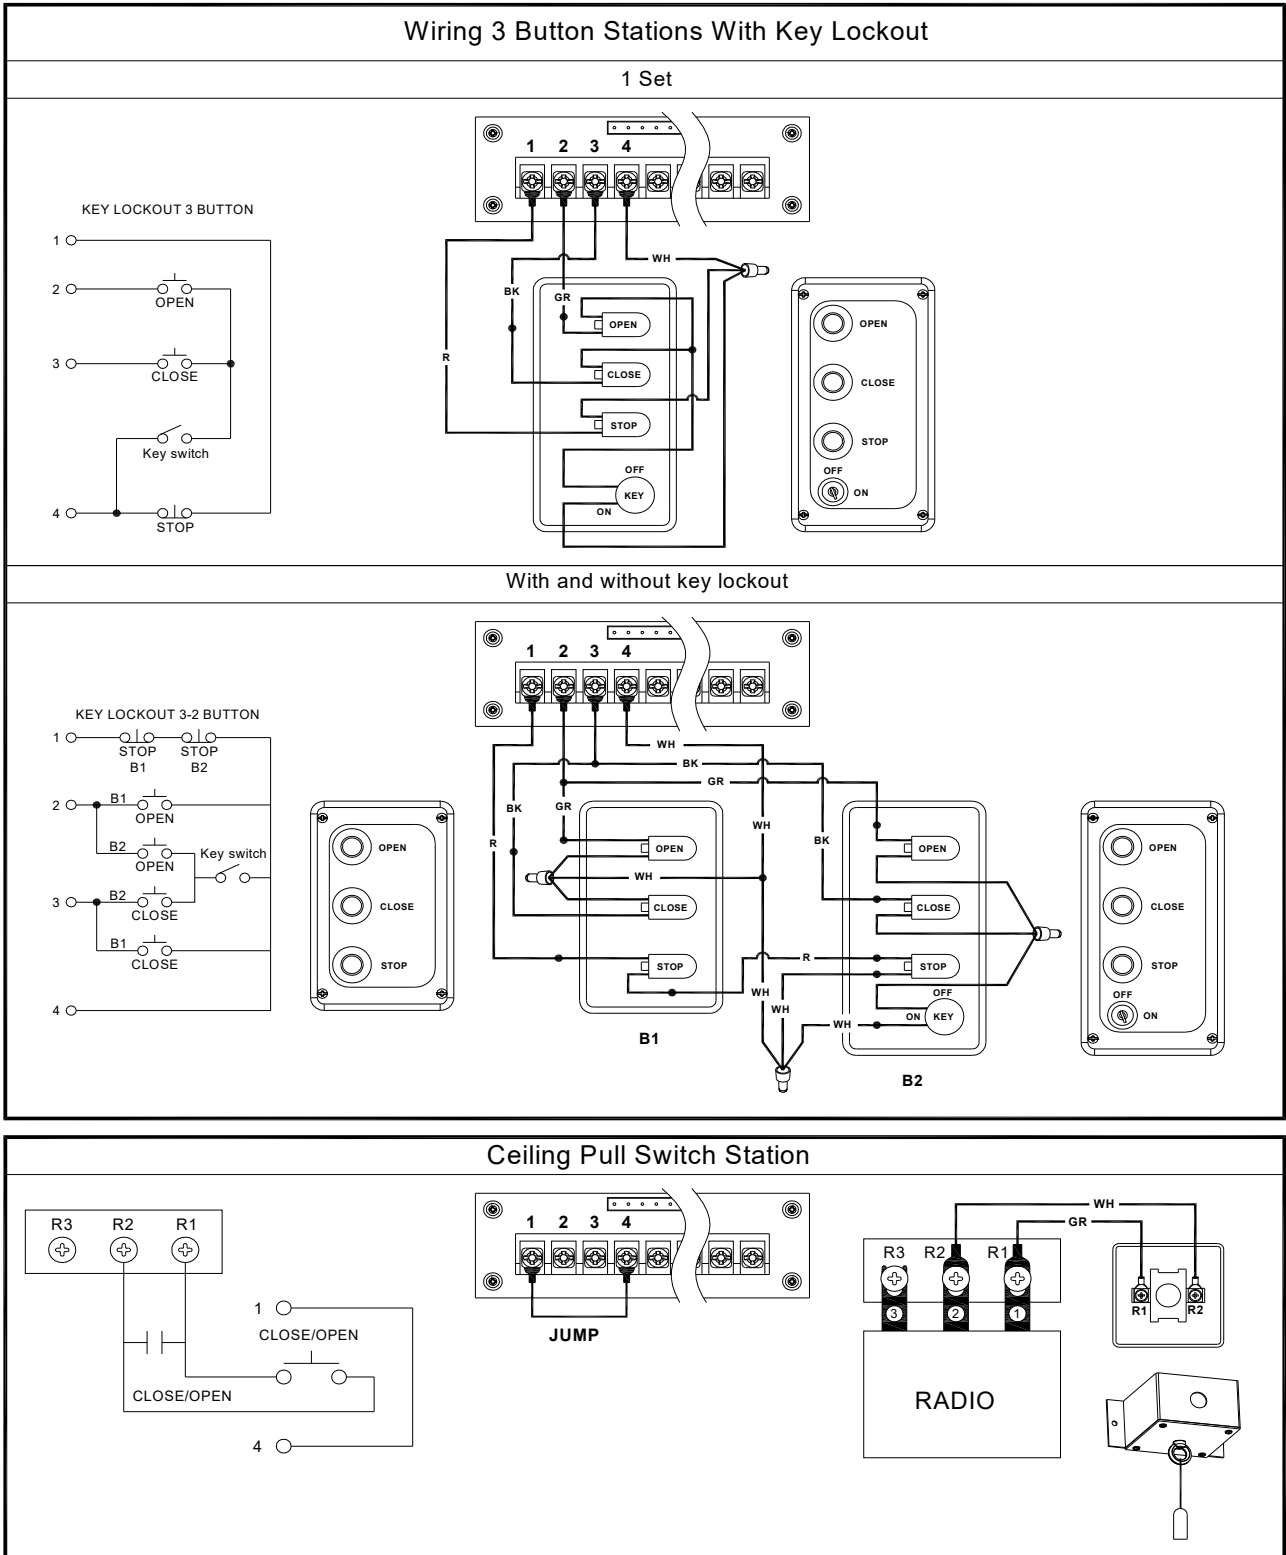 Wiring 3 Button Stations With Key Lockout
1 Set
1 2 3 4
KEY LOCKOUT 3 BUTTON
1
2
OPEN
3
CLOSE
Key switch
4
STOP
WH
BK
GR
R
OPEN
CLOSE
STOP
OFF
KEY
ON
OPEN
CLOSE
STOP
OFF
ON
With and without key lockout
1 2 3 4
KEY LOCKOUT 3-2 BUTTON
1
STOP STOP
B1 B2
2
B1
OPEN
B2
OPEN
Key switch
3
B2
CLOSE
B1
CLOSE
4
OPEN
CLOSE
STOP
WH
BK
GR
BK
GR
R
WH
BK
OPEN
WH
CLOSE
STOP
R
WH
WH
WH
B1
OPEN
CLOSE
STOP
OFF
ON
KEY
B2
OPEN
CLOSE
STOP
OFF
ON
Ceiling Pull Switch Station
R3 R2 R1
1
CLOSE/OPEN
CLOSE/OPEN
4
1 2 3 4
JUMP
WH
GR
R3 R2 R1
3 2 1
RADIO
R1 R2